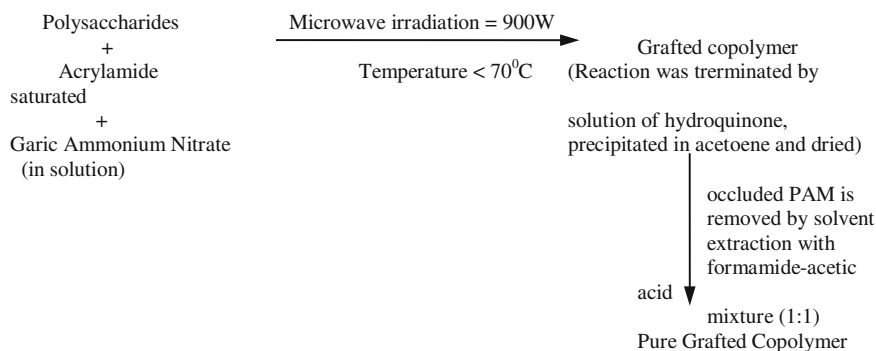 Polysaccharides
+
Acrylamide
saturated
+
Garic Ammonium Nitrate
(in solution)
Microwave irradiation = 900W
Temperature < 70⁰C
Grafted copolymer
(Reaction was trerminated by
solution of hydroquinone,
precipitated in acetoene and dried)
occluded PAM is
removed by solvent
extraction with
formamide-acetic
acid
mixture (1:1)
Pure Grafted Copolymer